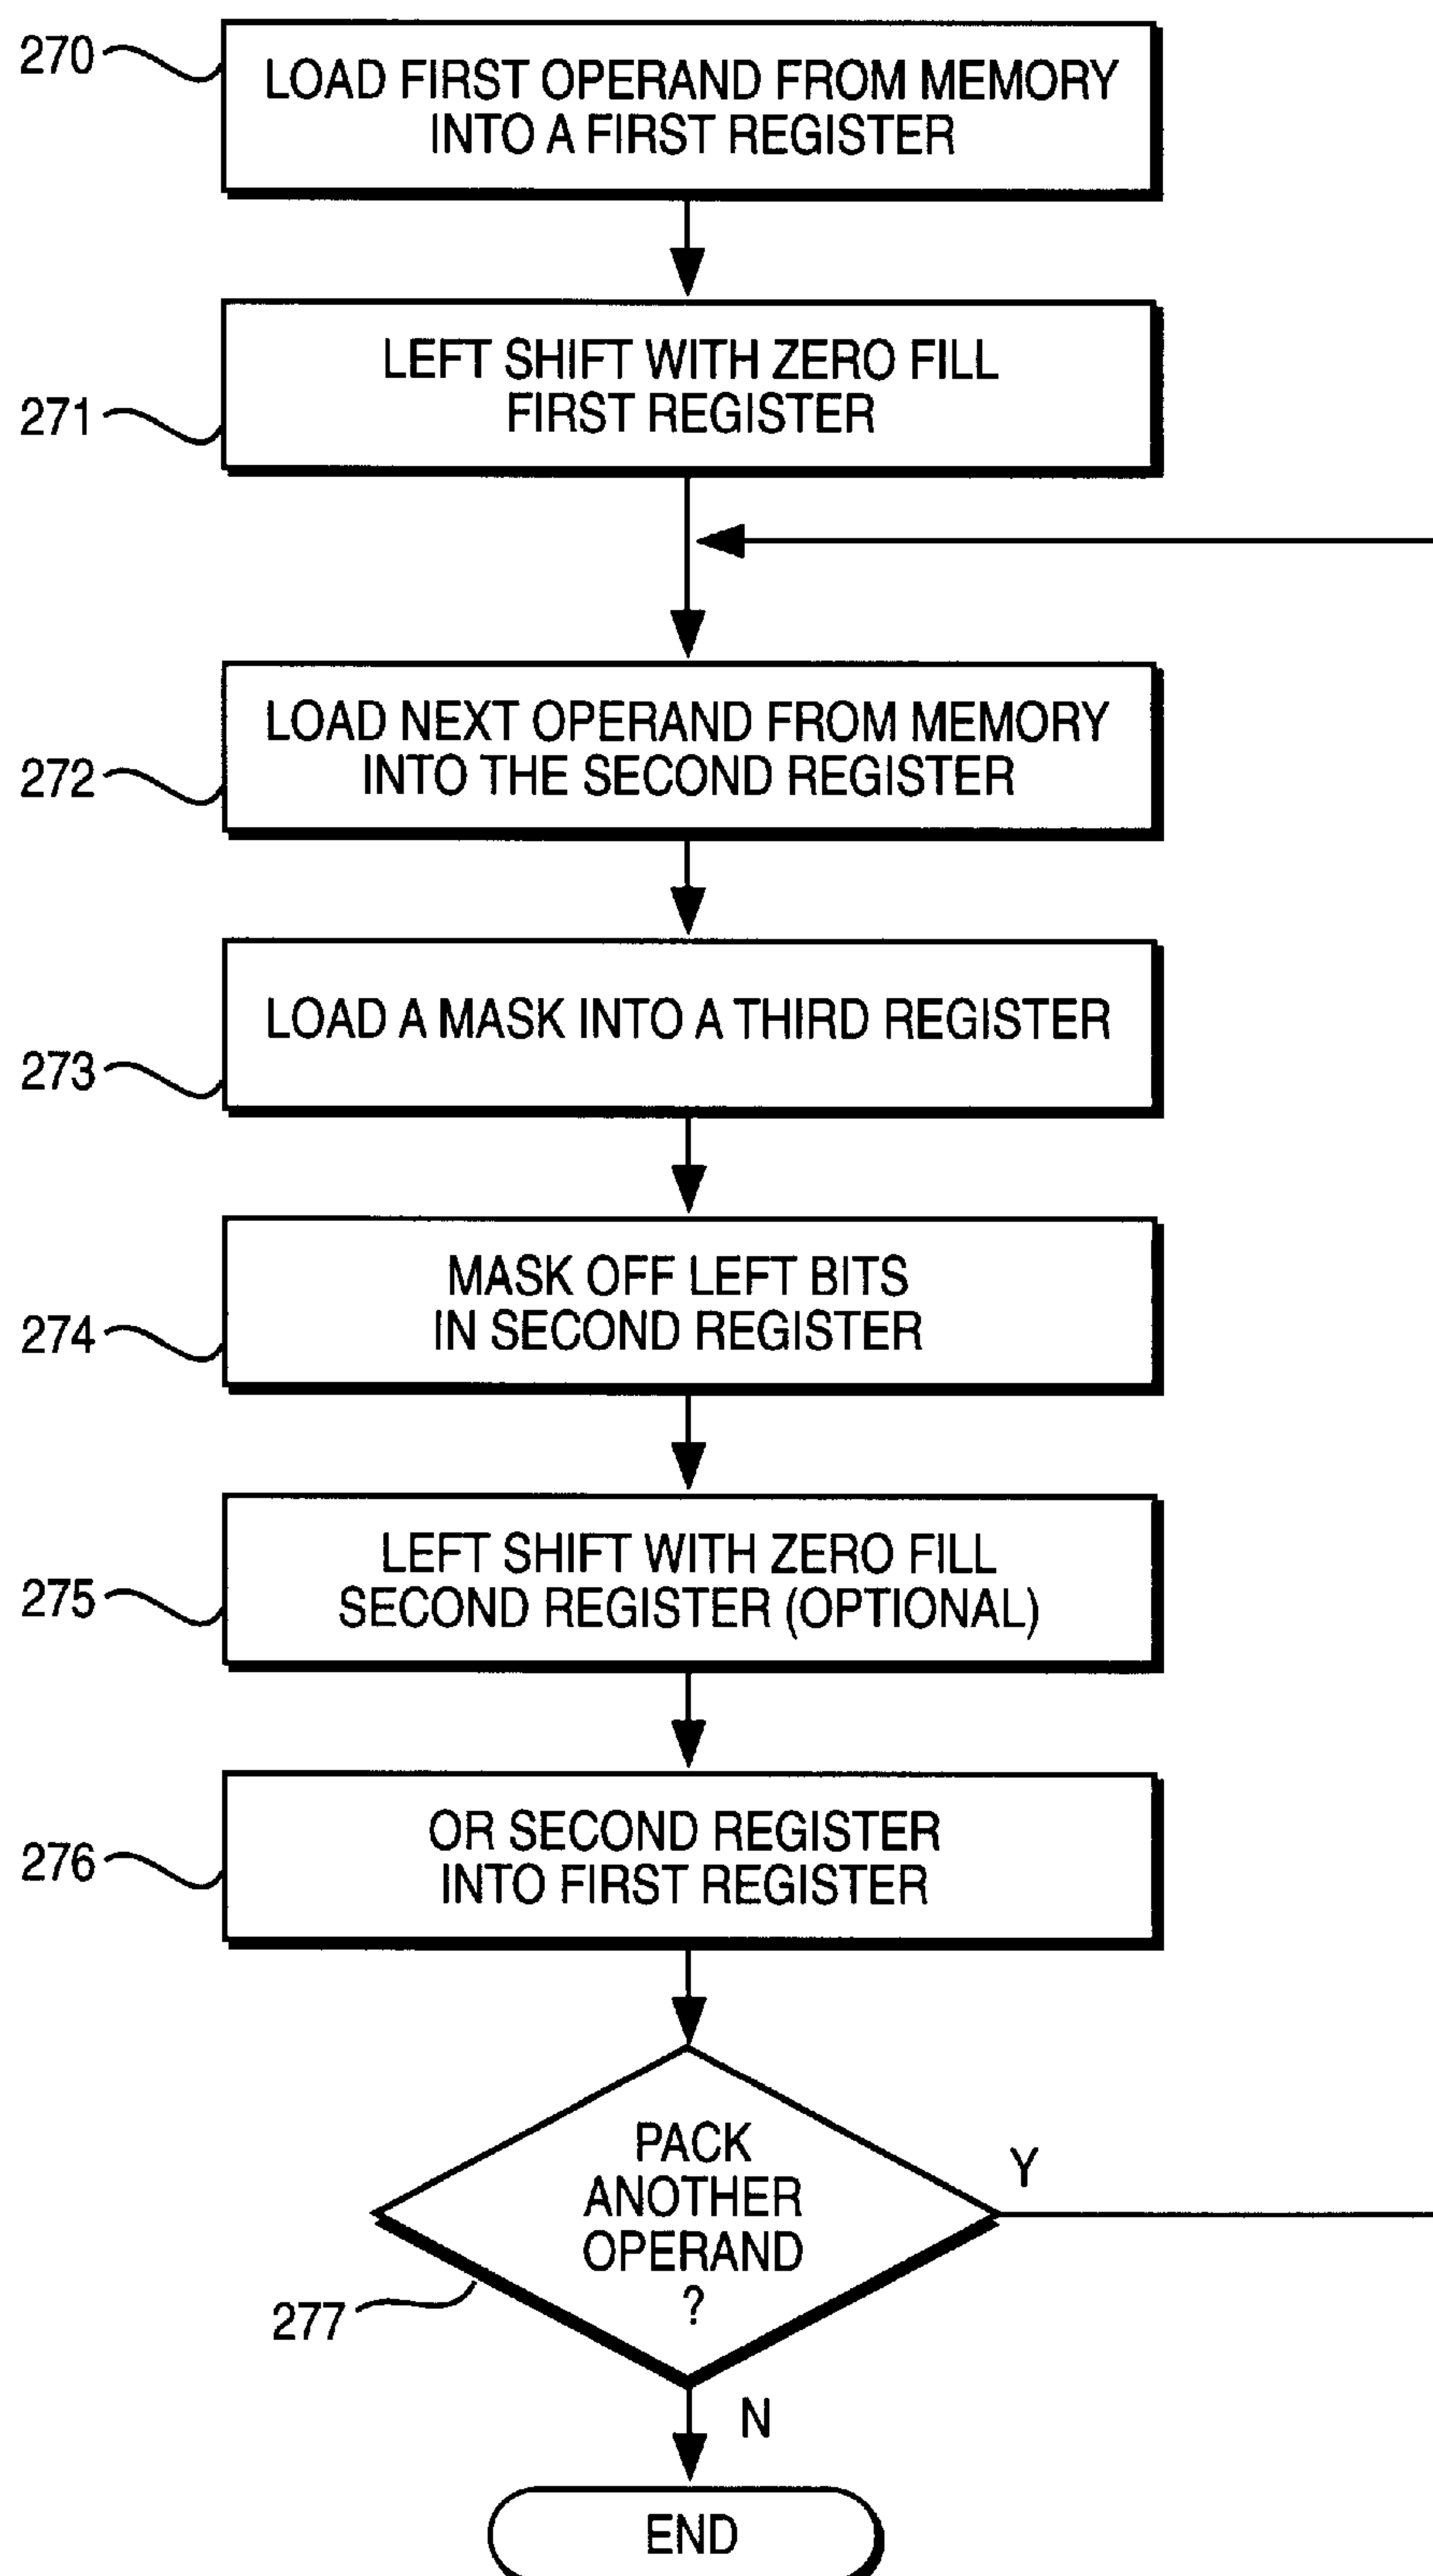 270
LOAD FIRST OPERAND FROM MEMORY
INTO A FIRST REGISTER
271
LEFT SHIFT WITH ZERO FILL
FIRST REGISTER
272
LOAD NEXT OPERAND FROM MEMORY
INTO THE SECOND REGISTER
273
LOAD A MASK INTO A THIRD REGISTER
274
MASK OFF LEFT BITS
IN SECOND REGISTER
275
LEFT SHIFT WITH ZERO FILL
SECOND REGISTER (OPTIONAL)
276
OR SECOND REGISTER
INTO FIRST REGISTER
277
PACK
ANOTHER
OPERAND
?
Y
N
END